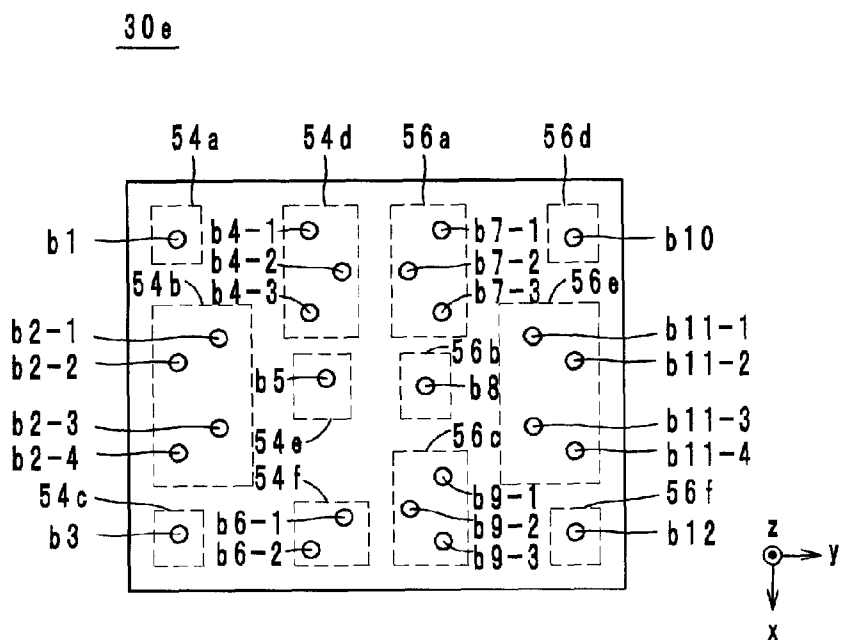 30e
54a 54d 56a 56d
b1 b4-1 b7-1 b10
b4-2 b7-2
54b b4-3 b7-3 56e
b2-1 b11-1
b2-2 b5 56b b8 b11-2
b2-3 54e 56c b11-3
b2-4 54f b11-4
54c b6-1 b9-1 56f
b3 b6-2 b9-2 b12
b9-3
z
y
x